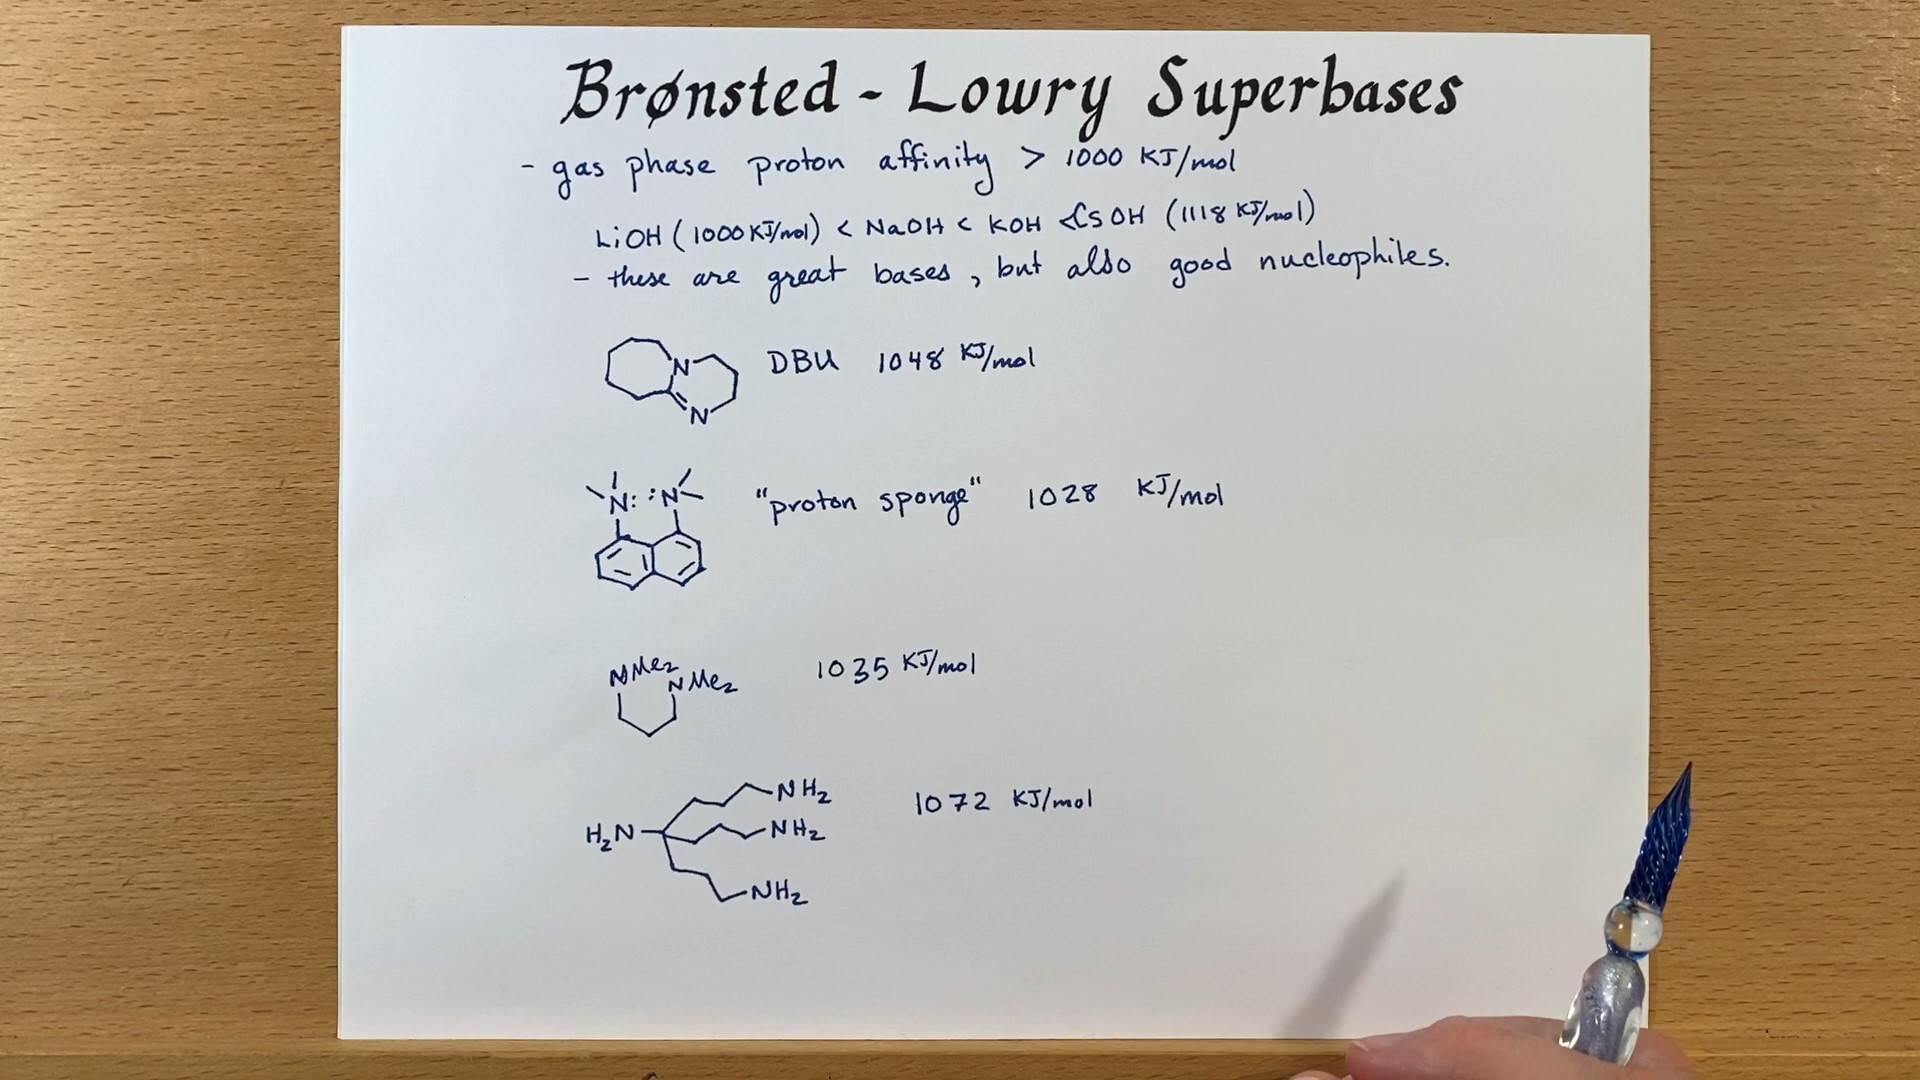 Brønsted - Lowry Superbases
- gas phase proton affinity > 1000 KJ/mol
LiOH (1000 KJ/mol) < NaOH < KOH < CsOH (1118 KJ/mol)
- these are great bases, but also good nucleophiles.
N
N
DBU 1048 KJ/mol
N: :N
"proton sponge" 1028 KJ/mol
NMe₂
NMe₂
1035 KJ/mol
NH₂
H₂N
NH₂
NH₂
1072 KJ/mol